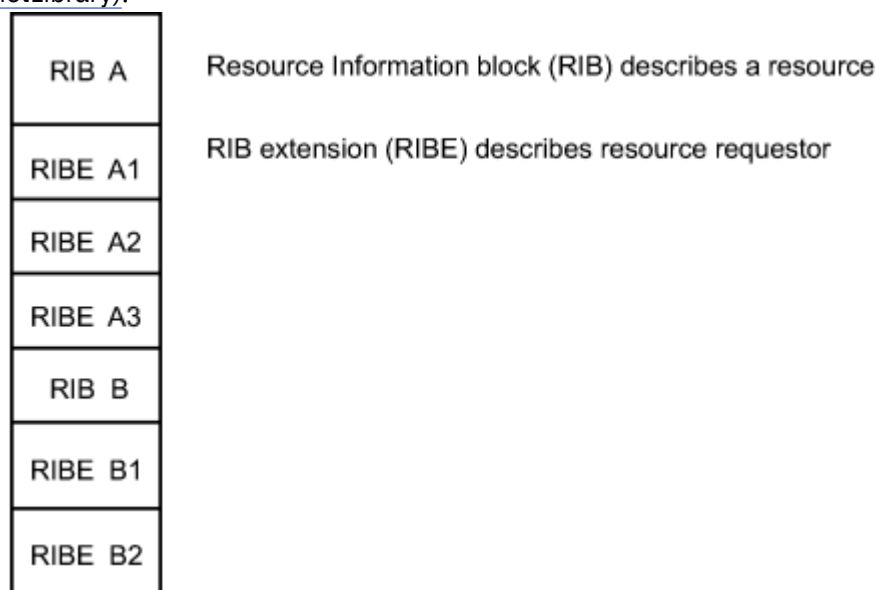 RIB A
Resource Information block (RIB) describes a resource
RIBE A1
RIB extension (RIBE) describes resource requestor
RIBE A2
RIBE A3
RIB B
RIBE B1
RIBE B2